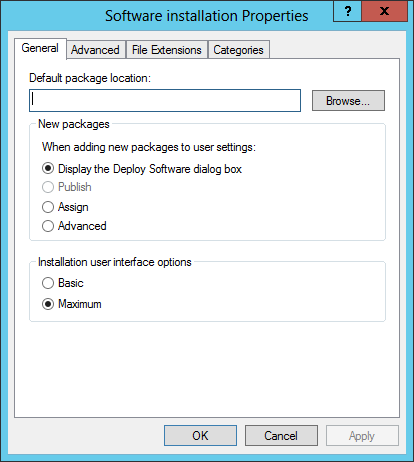 Software installation Properties
?
X
General
Advanced
File Extensions
Categories
Default package location:
Browse...
New packages
When adding new packages to user settings:
Display the Deploy Software dialog box
Publish
Assign
Advanced
Installation user interface options
Basic
Maximum
OK
Cancel
Apply